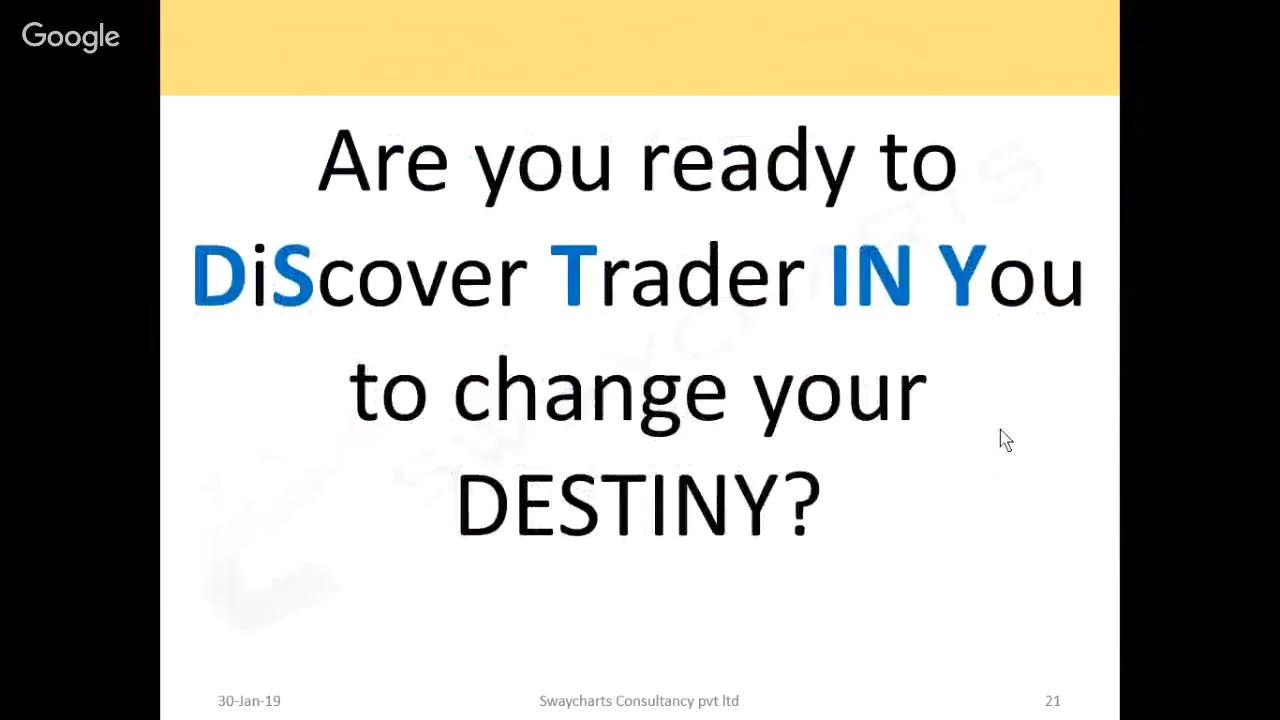 Google
Are you ready to
DiScover Trader IN You
to change your
DESTINY?
SWAYCHARTS
30-Jan-19
Swaycharts Consultancy pvt ltd
21